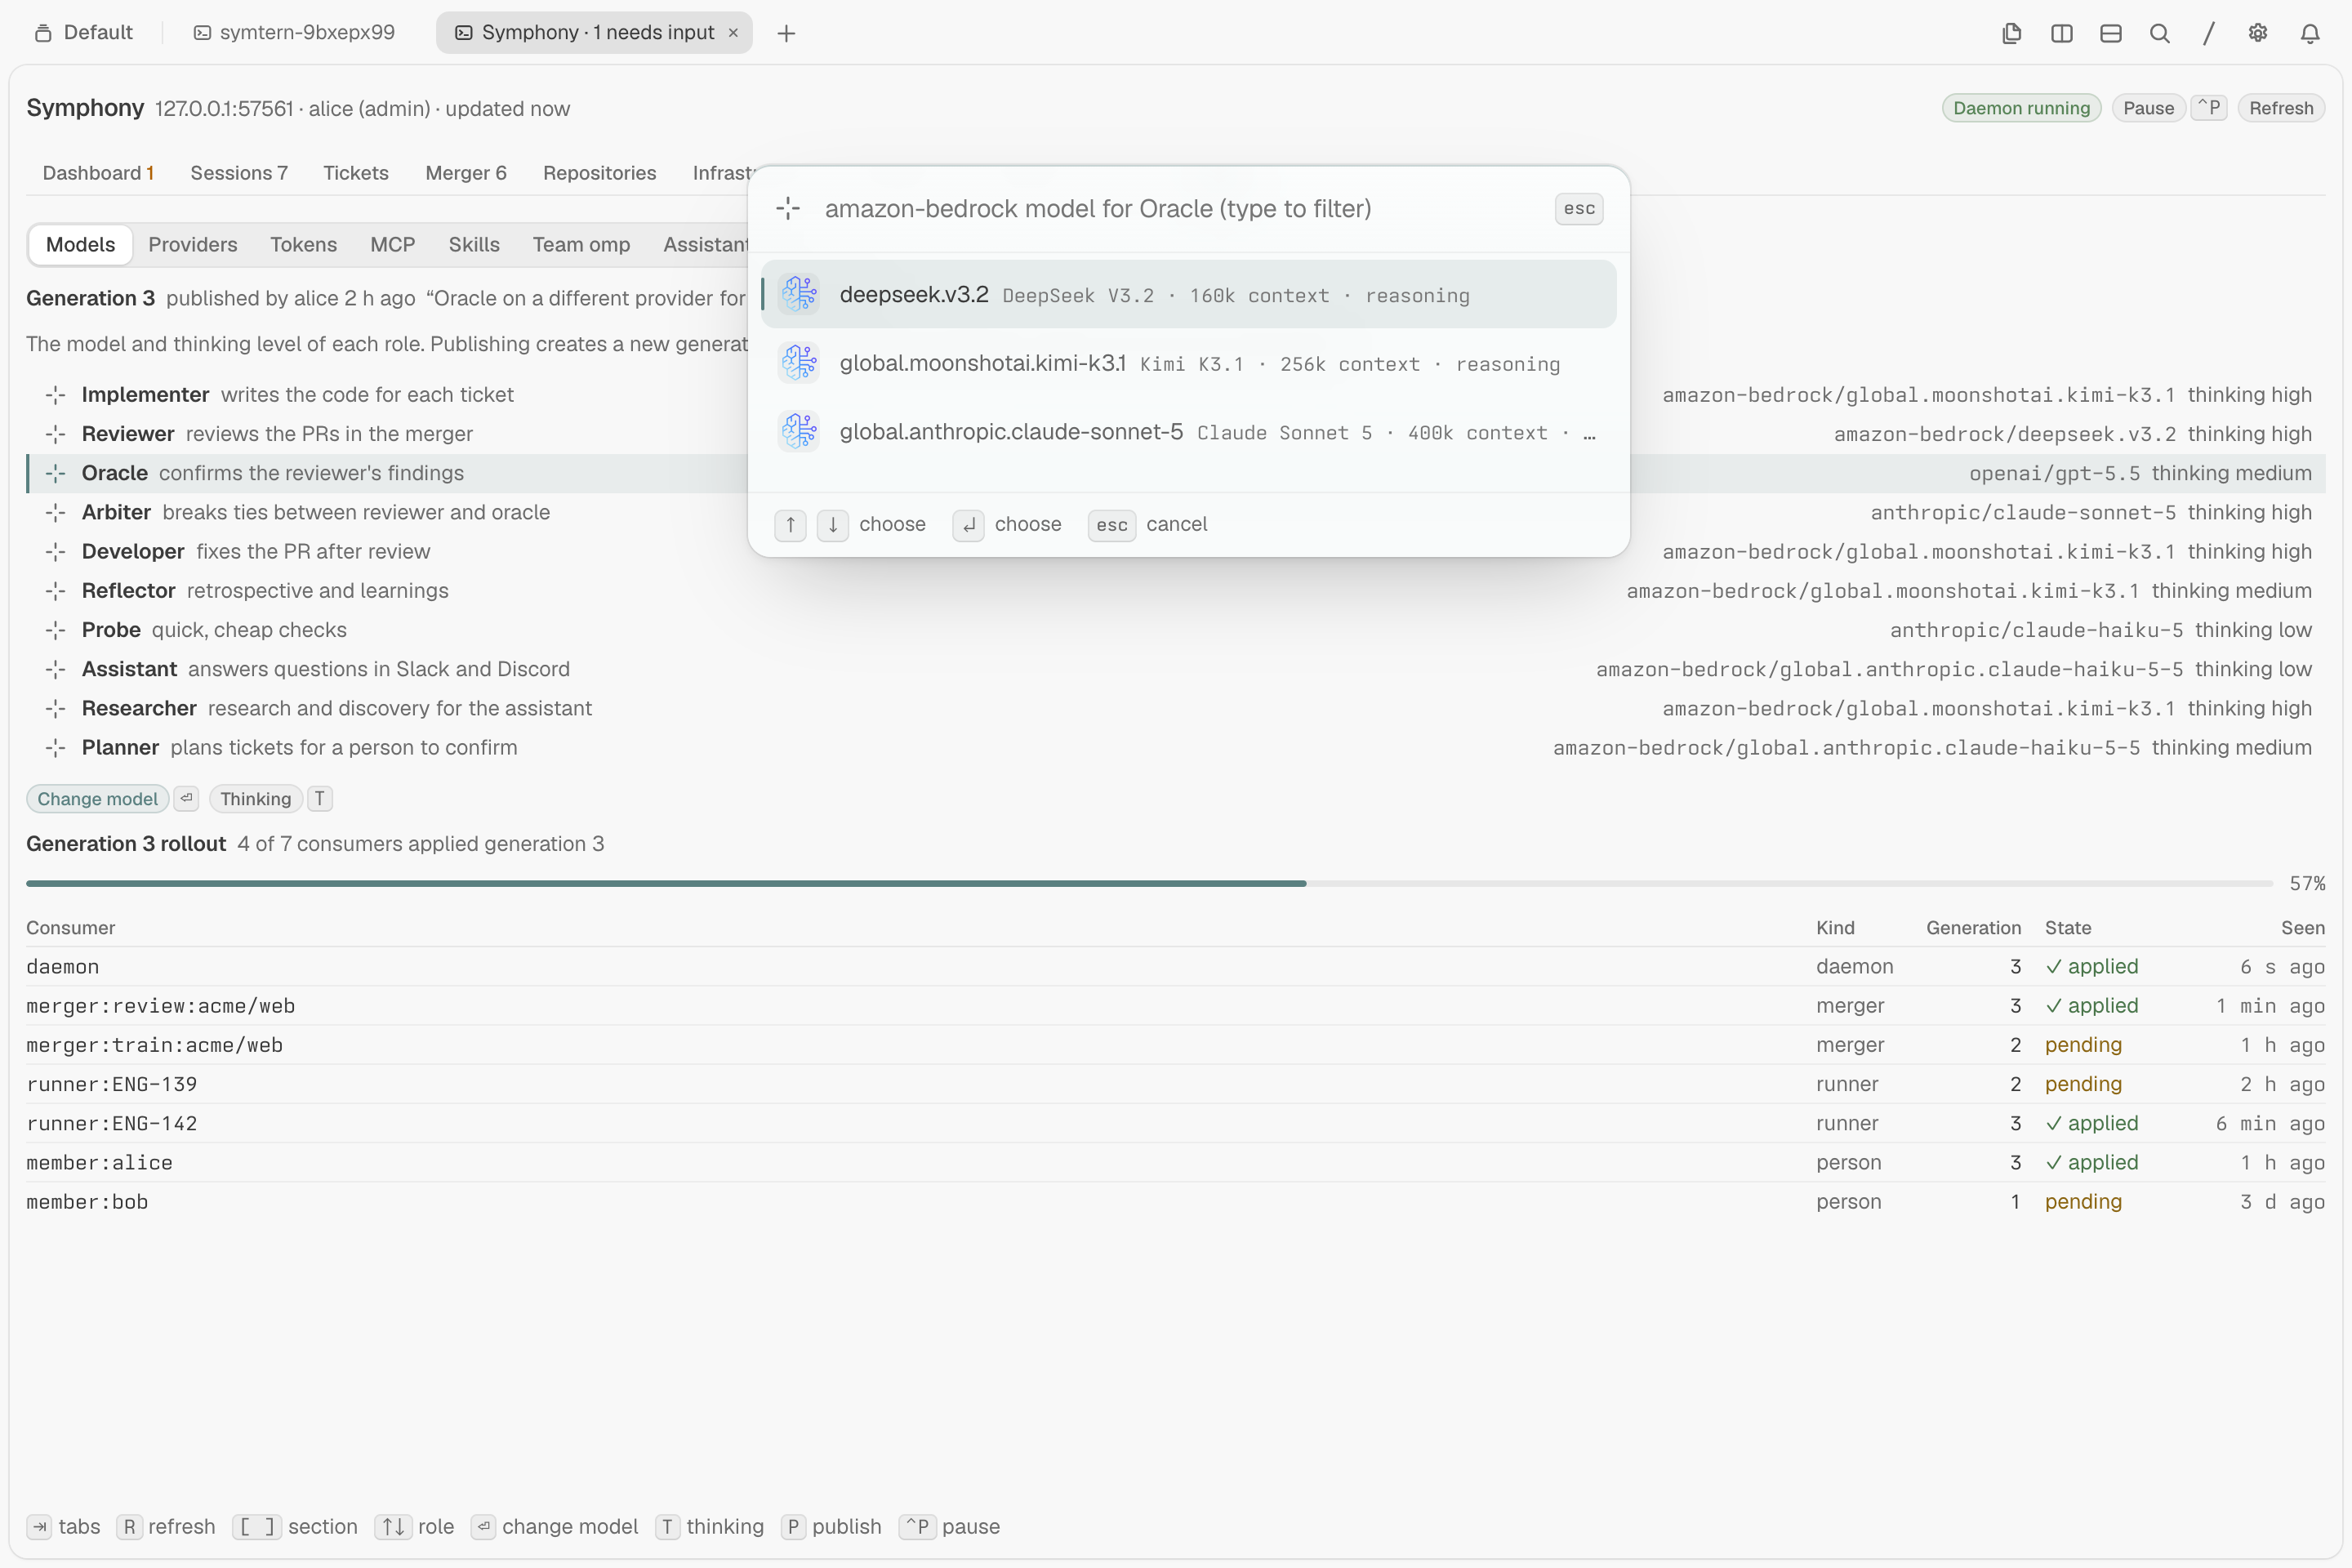 Default symtern-9bxepx99 Symphony · 1 needs input × +
Symphony 127.0.0.1:57561 · alice (admin) · updated now Daemon running Pause ^P Refresh
Dashboard 1 Sessions 7 Tickets Merger 6 Repositories
amazon-bedrock model for Oracle (type to filter) esc
Models Providers Tokens MCP Skills Team omp Assistant
deepseek.v3.2 DeepSeek V3.2 · 160k context · reasoning
Generation 3 published by alice 2 h ago “Oracle on a different provider for
The model and thinking level of each role. Publishing creates a new
global.moonshotai.kimi-k3.1 Kimi K3.1 · 256k context · reasoning
global.anthropic.claude-sonnet-5 Claude Sonnet 5 · 400k context · …
↑ ↓ choose ↵ choose esc cancel
Implementer writes the code for each ticket amazon-bedrock/global.moonshotai.kimi-k3.1 thinking high
Reviewer reviews the PRs in the merger amazon-bedrock/deepseek.v3.2 thinking high
Oracle confirms the reviewer's findings openai/gpt-5.5 thinking medium
Arbiter breaks ties between reviewer and oracle anthropic/claude-sonnet-5 thinking high
Developer fixes the PR after review amazon-bedrock/global.moonshotai.kimi-k3.1 thinking high
Reflector retrospective and learnings amazon-bedrock/global.moonshotai.kimi-k3.1 thinking medium
Probe quick, cheap checks anthropic/claude-haiku-5 thinking low
Assistant answers questions in Slack and Discord amazon-bedrock/global.anthropic.claude-haiku-5-5 thinking low
Researcher research and discovery for the assistant amazon-bedrock/global.moonshotai.kimi-k3.1 thinking high
Planner plans tickets for a person to confirm amazon-bedrock/global.anthropic.claude-haiku-5-5 thinking medium
Change model ⏎ Thinking T
Generation 3 rollout 4 of 7 consumers applied generation 3
57%
Consumer Kind Generation State Seen
daemon daemon 3 ✓ applied 6 s ago
merger:review:acme/web merger 3 ✓ applied 1 min ago
merger:train:acme/web merger 2 pending 1 h ago
runner:ENG-139 runner 2 pending 2 h ago
runner:ENG-142 runner 3 ✓ applied 6 min ago
member:alice person 3 ✓ applied 1 h ago
member:bob person 1 pending 3 d ago
⇥ tabs R refresh [ ] section ↑↓ role ⏎ change model T thinking P publish ^P pause